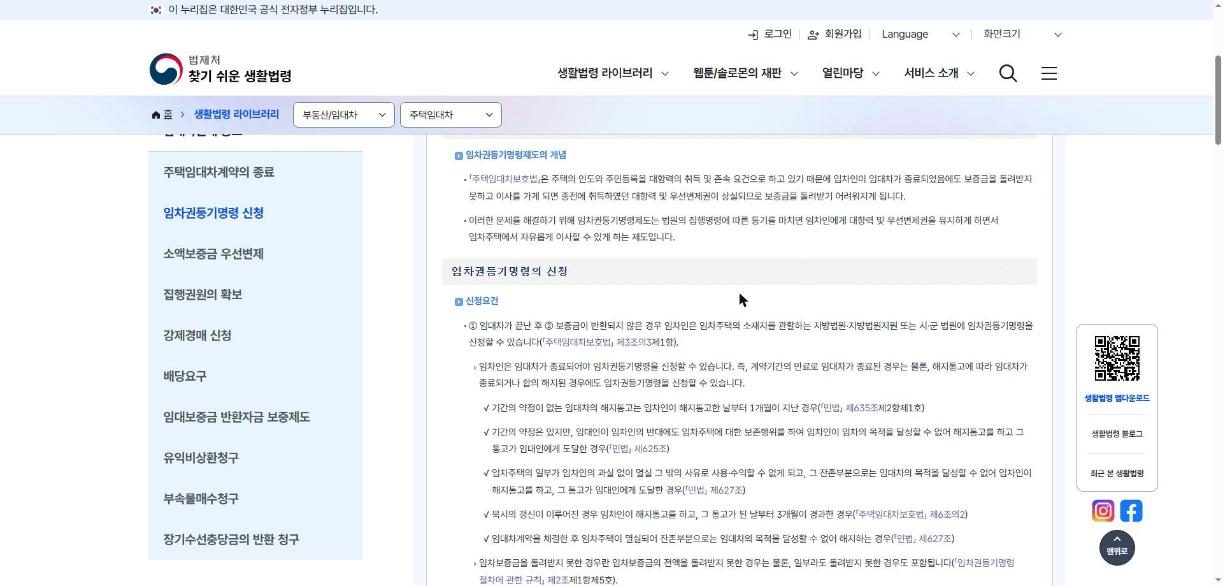 이 누리집은 대한민국 공식 전자정부 누리집입니다.
로그인 회원가입 Language 화면크기
법제처
찾기 쉬운 생활법령
생활법령 라이브러리 웹툰/솔로몬의 재판 열린마당 서비스 소개
홈 > 생활법령 라이브러리 부동산/임대차 주택임대차
주택임대차계약의 종료
임차권등기명령 신청
소액보증금 우선변제
집행권원의 확보
강제경매 신청
배당요구
임대보증금 반환자금 보증제도
유익비상환청구
부속물매수청구
장기수선충당금의 반환 청구
임차권등기명령제도의 개념
• 「주택임대차보호법」은 주택의 인도와 주민등록을 대항력의 취득 및 존속 요건으로 하고 있기 때문에 임차인이 임대차가 종료되었음에도 보증금을 돌려받지
못하고 이사를 가게 되면 종전에 취득하였던 대항력 및 우선변제권이 상실되므로 보증금을 돌려받기 어려워지게 됩니다.
• 이러한 문제를 해결하기 위해 임차권등기명령제도는 법원의 집행명령에 따른 등기를 마치면 임차인에게 대항력 및 우선변제권을 유지하게 하면서
임차주택에서 자유롭게 이사할 수 있게 하는 제도입니다.
임차권등기명령의 신청
신청요건
• ① 임대차가 끝난 후 ② 보증금이 반환되지 않은 경우 임차인은 임차주택의 소재지를 관할하는 지방법원·지방법원지원 또는 시·군 법원에 임차권등기명령을
신청할 수 있습니다(「주택임대차보호법」 제3조의3제1항).
› 임차인은 임대차가 종료되어야 임차권등기명령을 신청할 수 있습니다. 즉, 계약기간의 만료로 임대차가 종료된 경우는 물론, 해지통고에 따라 임대차가
종료되거나 합의 해지된 경우에도 임차권등기명령을 신청할 수 있습니다.
√ 기간의 약정이 없는 임대차의 해지통고는 임차인이 해지통고한 날부터 1개월이 지난 경우(「민법」 제635조제2항제1호)
√ 기간의 약정은 있지만, 임대인이 임차인의 반대에도 임차주택에 대한 보존행위를 하여 임차인이 임차의 목적을 달성할 수 없어 해지통고를 하고 그
통고가 임대인에게 도달한 경우(「민법」 제625조)
√ 임차주택의 일부가 임차인의 과실 없이 멸실 그 밖의 사유로 사용·수익할 수 없게 되고, 그 잔존부분으로는 임대차의 목적을 달성할 수 없어 임차인이
해지통고를 하고, 그 통고가 임대인에게 도달한 경우(「민법」 제627조)
√ 묵시의 갱신이 이루어진 경우 임차인이 해지통고를 하고, 그 통고가 된 날부터 3개월이 경과한 경우(「주택임대차보호법」 제6조의2)
√ 임대차계약을 체결한 후 임차주택이 멸실되어 잔존부분으로는 임대차의 목적을 달성할 수 없어 해지하는 경우(「민법」 제627조)
› 임차보증금을 돌려받지 못한 경우란 임차보증금의 전액을 돌려받지 못한 경우는 물론, 일부라도 돌려받지 못한 경우도 포함됩니다(「임차권등기명령
절차에 관한 규칙」 제2조제1항제5호).
생활법령 앱다운로드
생활법령 블로그
최근 본 생활법령
맨위로